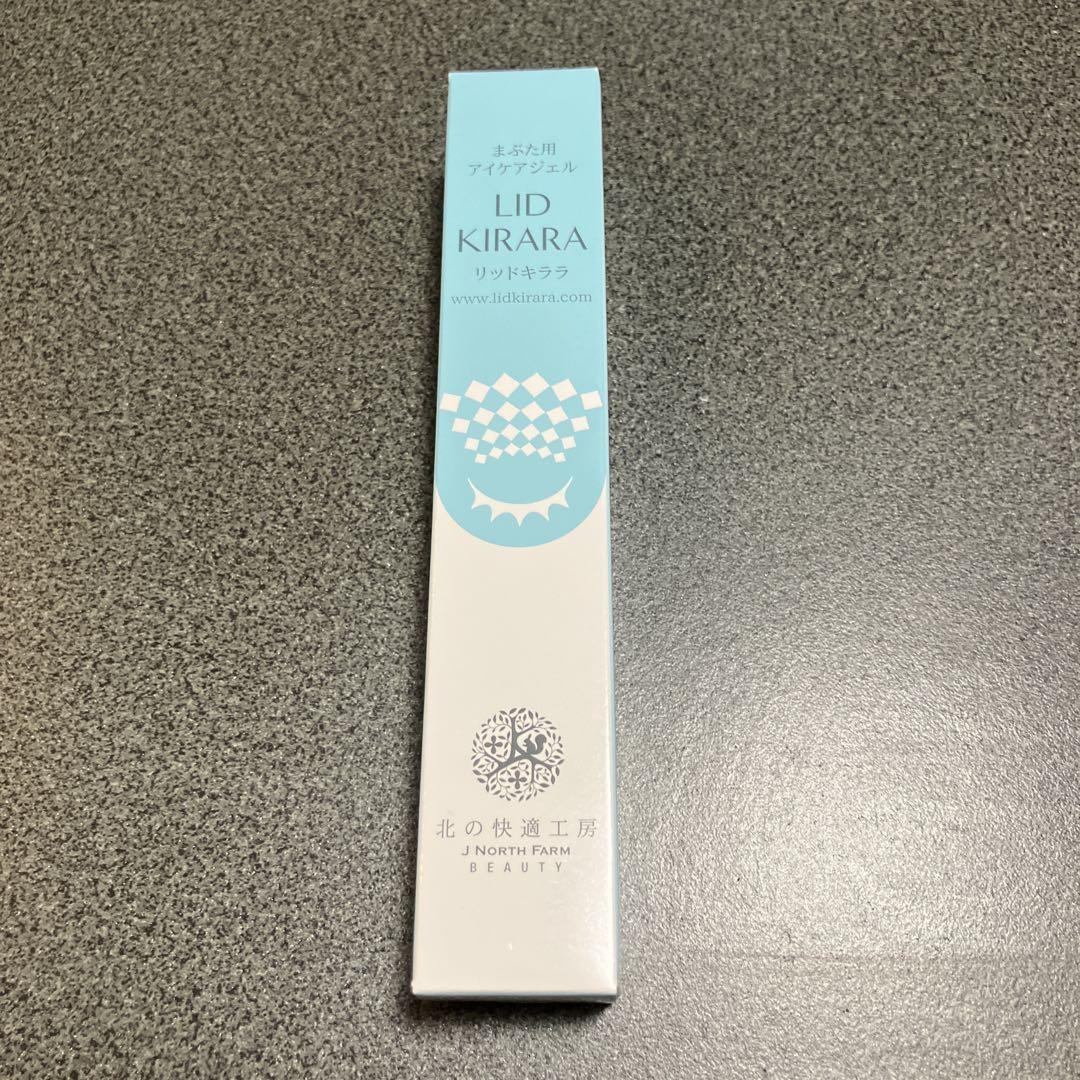 まぶた用
アイケアジェル
LID
KIRARA
リッドキララ
www.lidkirara.com
北の快適工房
J NORTH FARM
BEAUTY